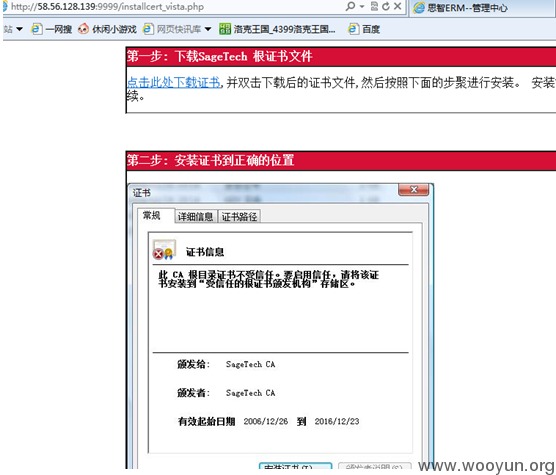 http://58.56.128.139:9999/installcert_vista.php
思智ERM--管理中心
站 一网搜 休闲小游戏 网页快讯库 洛克王国_4399洛克王国... 百度
第一步: 下载SageTech 根证书文件
点击此处下载证书,并双击下载后的证书文件,然后按照下面的步聚进行安装。 安装
续。
第二步: 安装证书到正确的位置
证书
常规 详细信息 证书路径
证书信息
此 CA 根目录证书不受信任。要启用信任，请将该证
书安装到“受信任的根证书颁发机构”存储区。
颁发给: SageTech CA
颁发者: SageTech CA
有效起始日期 2006/12/26 到 2016/12/23
安装证书(I)... 颁发者说明(S)
www.wooyun.org